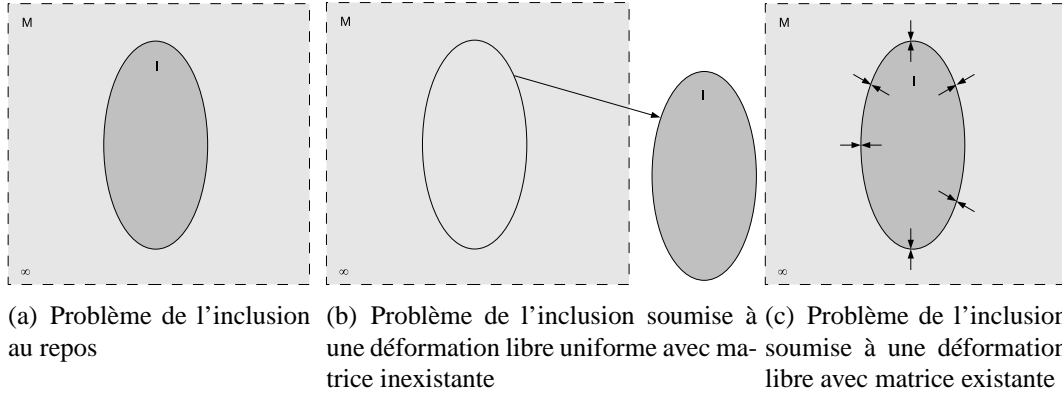 M
I
∞
M
∞
I
M
I
∞
(a) Problème de l'inclusion
au repos
(b) Problème de l'inclusion soumise à
une déformation libre uniforme avec ma-
trice inexistante
(c) Problème de l'inclusion
soumise à une déformation
libre avec matrice existante